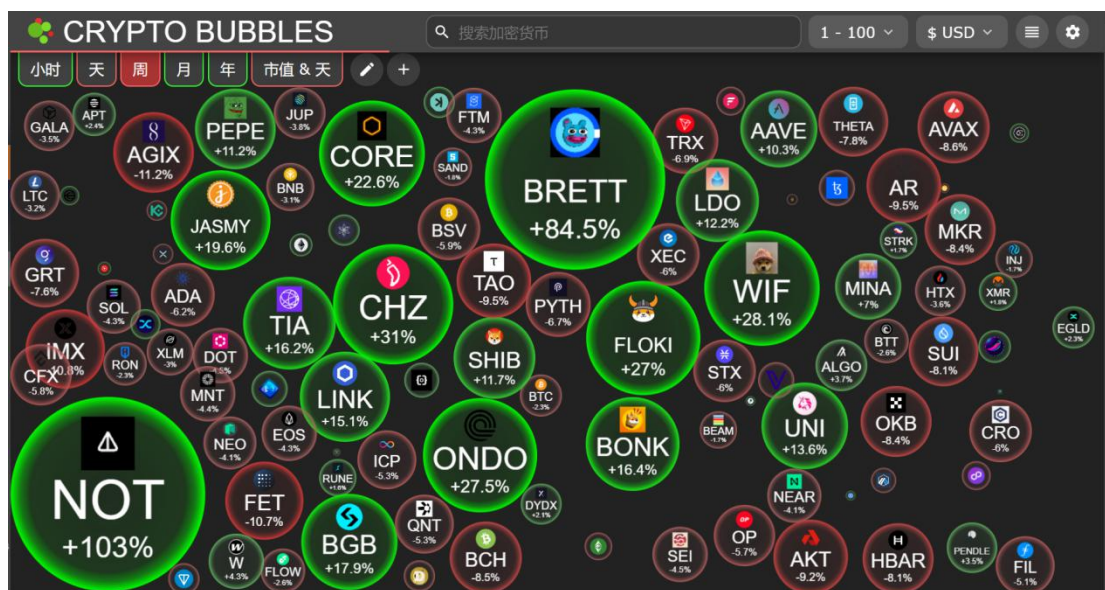 CRYPTO BUBBLES
搜索加密货币
1 - 100
$ USD
小时
天
周
月
年
市值 & 天
GALA
-3.5%
APT
+2.4%
AGIX
-11.2%
PEPE
+11.2%
JUP
-3.8%
CORE
+22.6%
FTM
-4.3%
BRETT
+84.5%
TRX
-6.9%
AAVE
+10.3%
THETA
-7.8%
AVAX
-8.6%
LTC
-3.2%
JASMY
+19.6%
BNB
-3.1%
SAND
-1.8%
BSV
-5.9%
LDO
+12.2%
AR
-9.5%
MKR
-8.4%
STRK
+1.7%
INJ
-1.7%
GRT
-7.6%
SOL
-4.3%
ADA
-6.2%
TIA
+16.2%
CHZ
+31%
TAO
-9.5%
PYTH
-6.7%
XEC
-6%
WIF
+28.1%
MINA
+7%
HTX
-3.6%
XMR
+1.8%
EGLD
+2.3%
IMX
CFX
-5.8%
RON
-2.3%
XLM
-3%
DOT
MNT
-4.4%
LINK
+15.1%
SHIB
+11.7%
BTC
-2.3%
FLOKI
+27%
STX
-6%
ALGO
+3.7%
BTT
-2.6%
SUI
-8.1%
NOT
+103%
NEO
-4.1%
EOS
-4.3%
ICP
-5.3%
RUNE
+1.6%
ONDO
+27.5%
BONK
+16.4%
BEAM
-1.7%
UNI
+13.6%
OKB
-8.4%
CRO
-6%
FET
-10.7%
BGB
+17.9%
QNT
-5.3%
DYDX
+2.1%
NEAR
-4.1%
W
+4.3%
FLOW
-2.6%
BCH
-8.5%
SEI
-4.5%
OP
-5.7%
AKT
-9.2%
HBAR
-8.1%
PENDLE
+3.5%
FIL
-5.1%